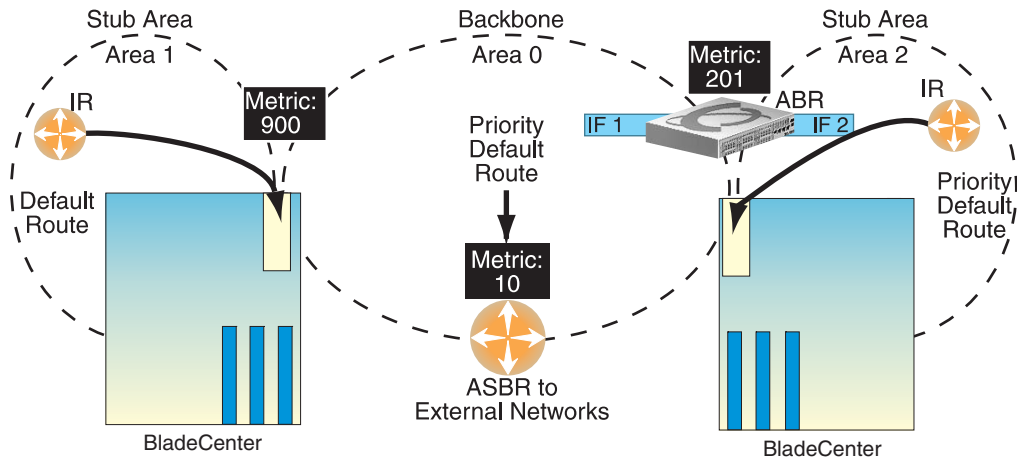 Stub Area
Area 1
IR
Metric:
900
Default
Route
BladeCenter
Backbone
Area 0
Priority
Default
Route
Metric:
10
ASBR to
External Networks
Stub Area
Area 2
Metric:
201
ABR
IF 1
IF 2
IR
Priority
Default
Route
BladeCenter